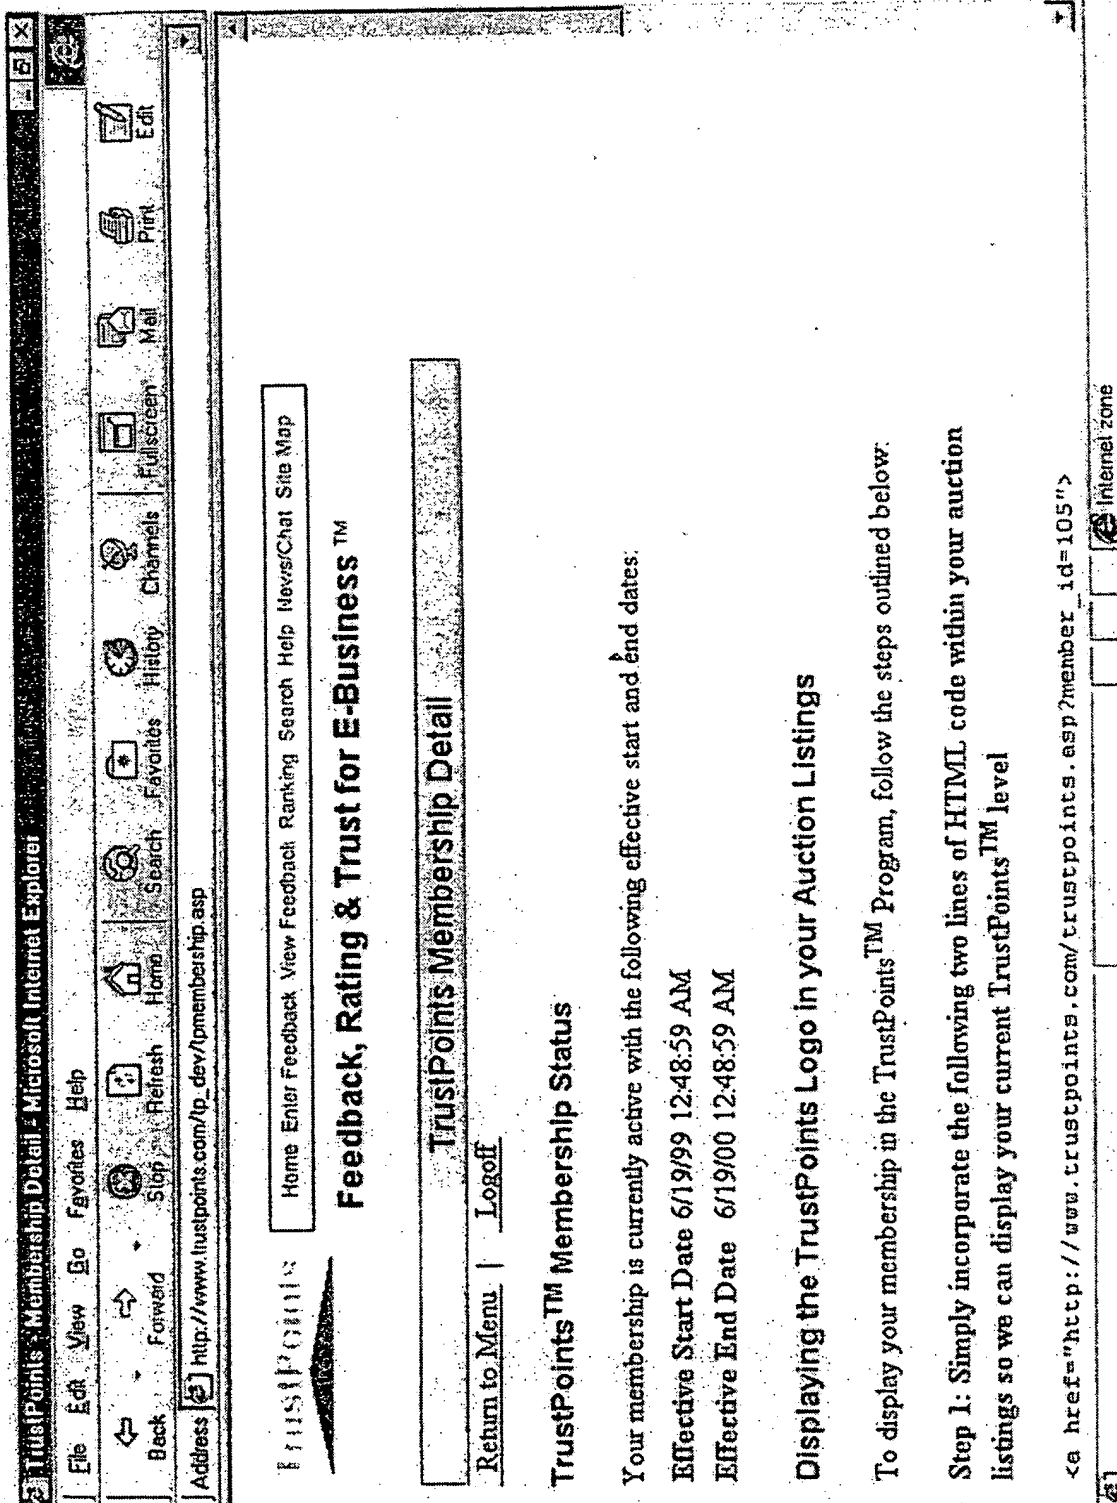 TrustPoints - Membership Detail - Microsoft Internet Explorer
File Edit View Go Favorites Help
Back Forward Stop Refresh Home Search Favorites History Channels Fullscreen Mail Print Edit
Address http://www.trustpoints.com/tp_dev/tpmembership.asp
TrustPoints
Home Enter Feedback View Feedback Ranking Search Help News/Chat Site Map
Feedback, Rating & Trust for E-Business™
TrustPoints Membership Detail
Return to Menu | Logoff
TrustPoints™ Membership Status
Your membership is currently active with the following effective start and end dates:
Effective Start Date 6/19/99 12:48:59 AM
Effective End Date 6/19/00 12:48:59 AM
Displaying the TrustPoints Logo in your Auction Listings
To display your membership in the TrustPoints™ Program, follow the steps outlined below:
Step 1: Simply incorporate the following two lines of HTML code within your auction
listings so we can display your current TrustPoints™ level
<a href="http://www.trustpoints.com/trustpoints.asp?member_id=105">
Internet zone